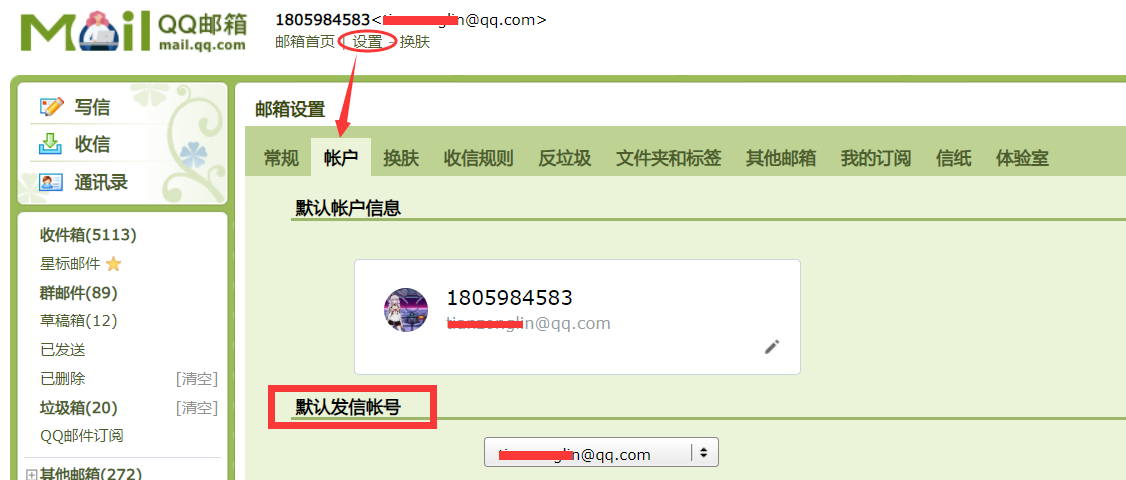 Mail QQ邮箱
mail.qq.com
1805984583<@qq.com>
邮箱首页 | 设置 - 换肤
写信
收信
通讯录
收件箱(5113)
星标邮件
群邮件(89)
草稿箱(12)
已发送
已删除 [清空]
垃圾箱(20) [清空]
QQ邮件订阅
其他邮箱(272)
邮箱设置
常规 帐户 换肤 收信规则 反垃圾 文件夹和标签 其他邮箱 我的订阅 信纸 体验室
默认帐户信息
1805984583
@qq.com
默认发信帐号
@qq.com